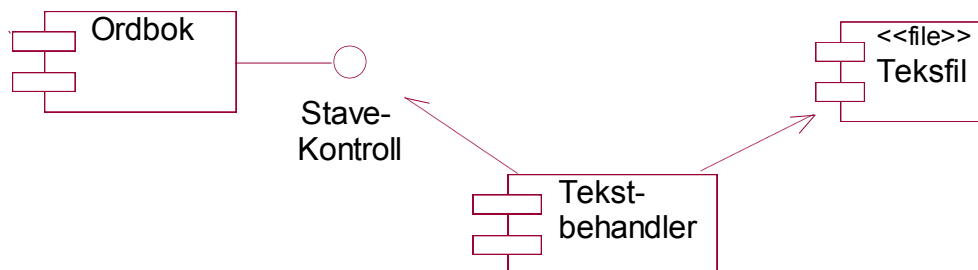 Ordbok
Stave-
Kontroll
Tekst-
behandler
<<file>>
Teksfil